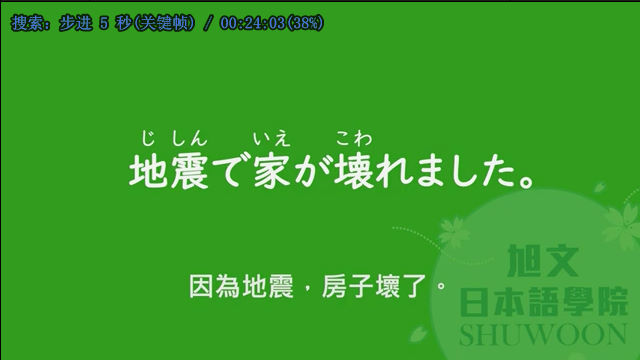 搜索: 步进 5 秒(关键帧) / 00:24:03(38%)
じ しん いえ こわ
地震で家が壊れました。
因為地震，房子壞了。
旭文
日本語學院
SHUWOON